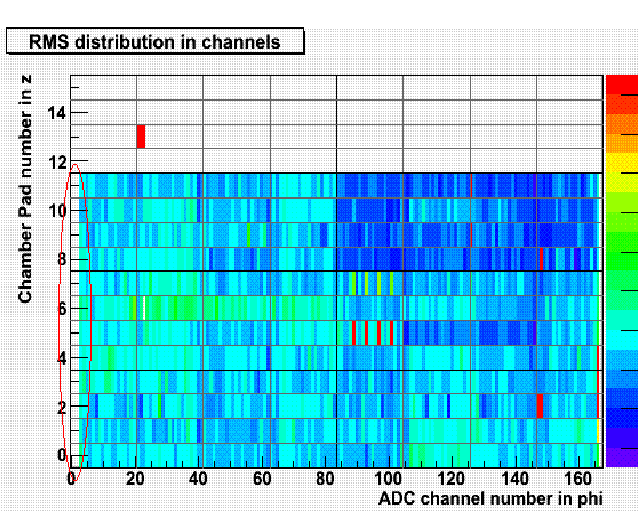 RMS distribution in channels
Chamber Pad number in z
14
12
10
8
6
4
2
0
0 20 40 60 80 100 120 140 160
ADC channel number in phi